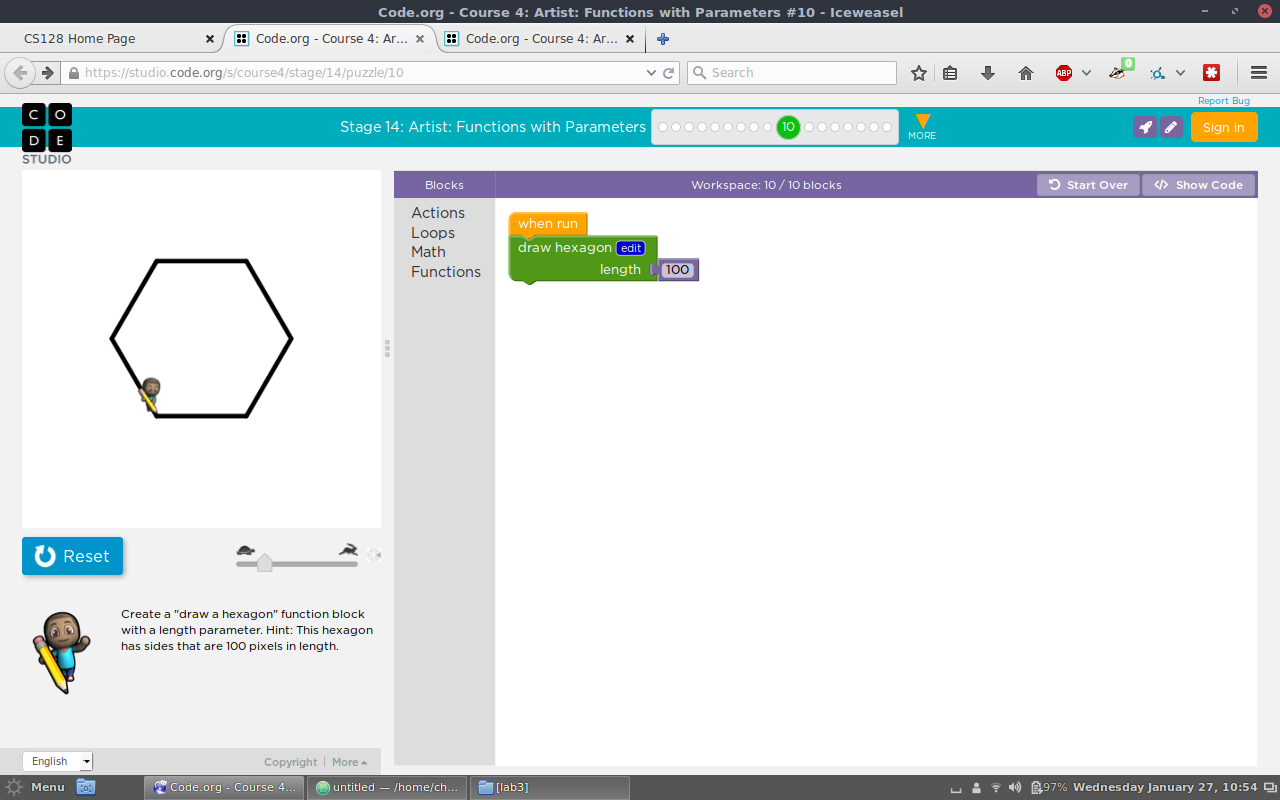 Code.org - Course 4: Artist: Functions with Parameters #10 - Iceweasel
CS128 Home Page
Code.org - Course 4: Ar...
Code.org - Course 4: Ar...
https://studio.code.org/s/course4/stage/14/puzzle/10
Search
ABP
0
Report Bug
C O
D E
STUDIO
Stage 14: Artist: Functions with Parameters
10
MORE
Sign in
Blocks
Workspace: 10 / 10 blocks
Start Over
Show Code
Actions
Loops
Math
Functions
when run
draw hexagon edit
length 100
Reset
Create a "draw a hexagon" function block
with a length parameter. Hint: This hexagon
has sides that are 100 pixels in length.
English
Copyright | More
Menu
Code.org - Course 4...
untitled — /home/ch...
[lab3]
97%
Wednesday January 27, 10:54